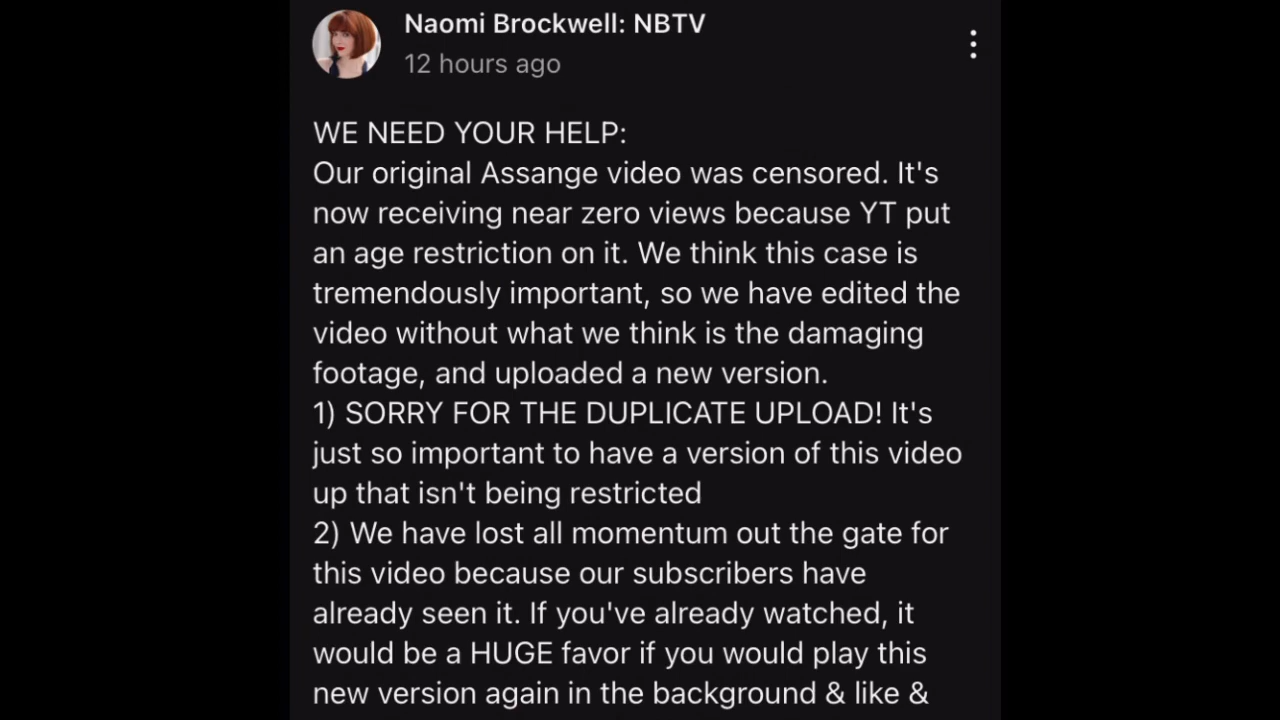 Naomi Brockwell: NBTV
12 hours ago
WE NEED YOUR HELP:
Our original Assange video was censored. It's
now receiving near zero views because YT put
an age restriction on it. We think this case is
tremendously important, so we have edited the
video without what we think is the damaging
footage, and uploaded a new version.
1) SORRY FOR THE DUPLICATE UPLOAD! It's
just so important to have a version of this video
up that isn't being restricted
2) We have lost all momentum out the gate for
this video because our subscribers have
already seen it. If you've already watched, it
would be a HUGE favor if you would play this
new version again in the background & like &